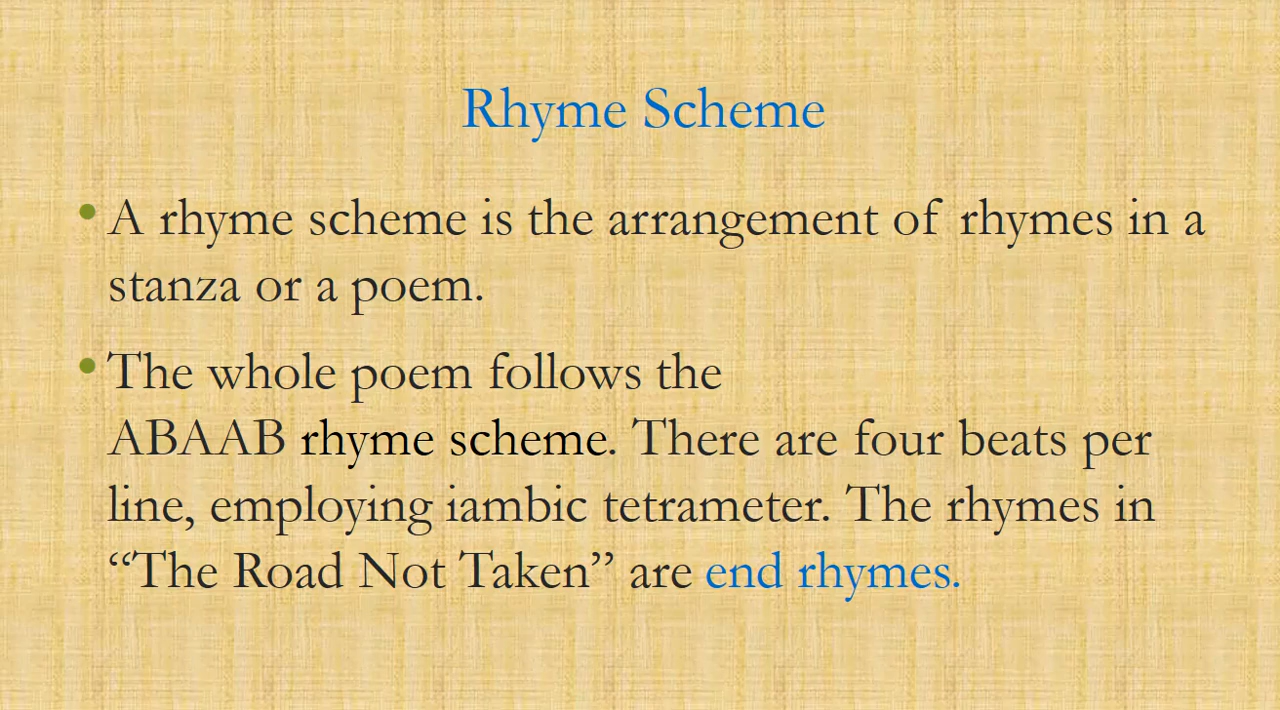 Rhyme Scheme
• A rhyme scheme is the arrangement of rhymes in a
stanza or a poem.
• The whole poem follows the
ABAAB rhyme scheme. There are four beats per
line, employing iambic tetrameter. The rhymes in
“The Road Not Taken” are end rhymes.